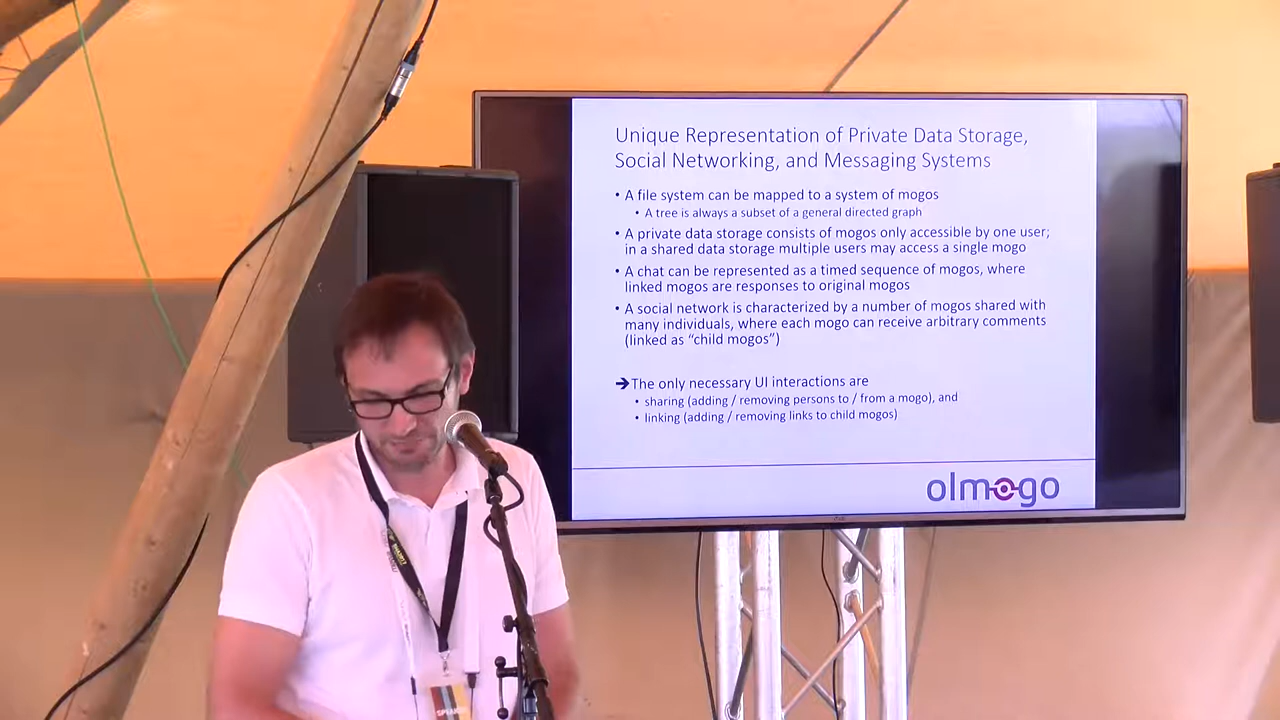 Unique Representation of Private Data Storage,
Social Networking, and Messaging Systems
• A file system can be mapped to a system of mogos
• A tree is always a subset of a general directed graph
• A private data storage consists of mogos only accessible by one user;
in a shared data storage multiple users may access a single mogo
• A chat can be represented as a timed sequence of mogos, where
linked mogos are responses to original mogos
• A social network is characterized by a number of mogos shared with
many individuals, where each mogo can receive arbitrary comments
(linked as “child mogos”)
➔The only necessary UI interactions are
• sharing (adding / removing persons to / from a mogo), and
• linking (adding / removing links to child mogos)
olmogo